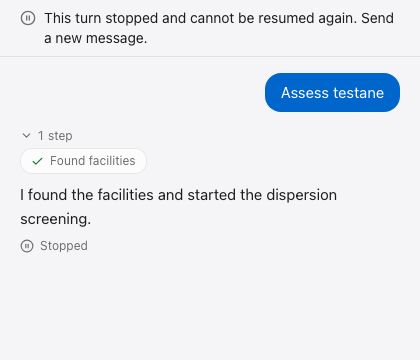 This turn stopped and cannot be resumed again. Send
a new message.
Assess testane
1 step
Found facilities
I found the facilities and started the dispersion
screening.
Stopped